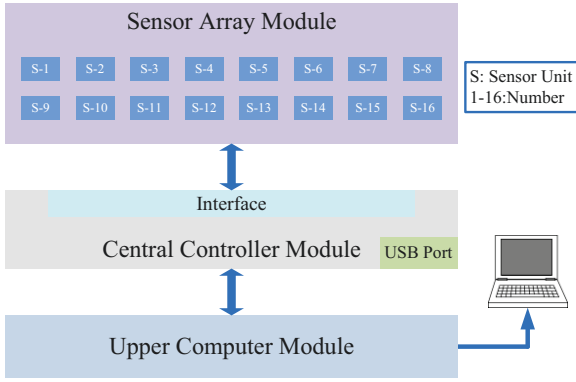 Sensor Array Module
S-1 S-2 S-3 S-4 S-5 S-6 S-7 S-8
S-9 S-10 S-11 S-12 S-13 S-14 S-15 S-16
S: Sensor Unit
1-16:Number
Interface
Central Controller Module
USB Port
Upper Computer Module